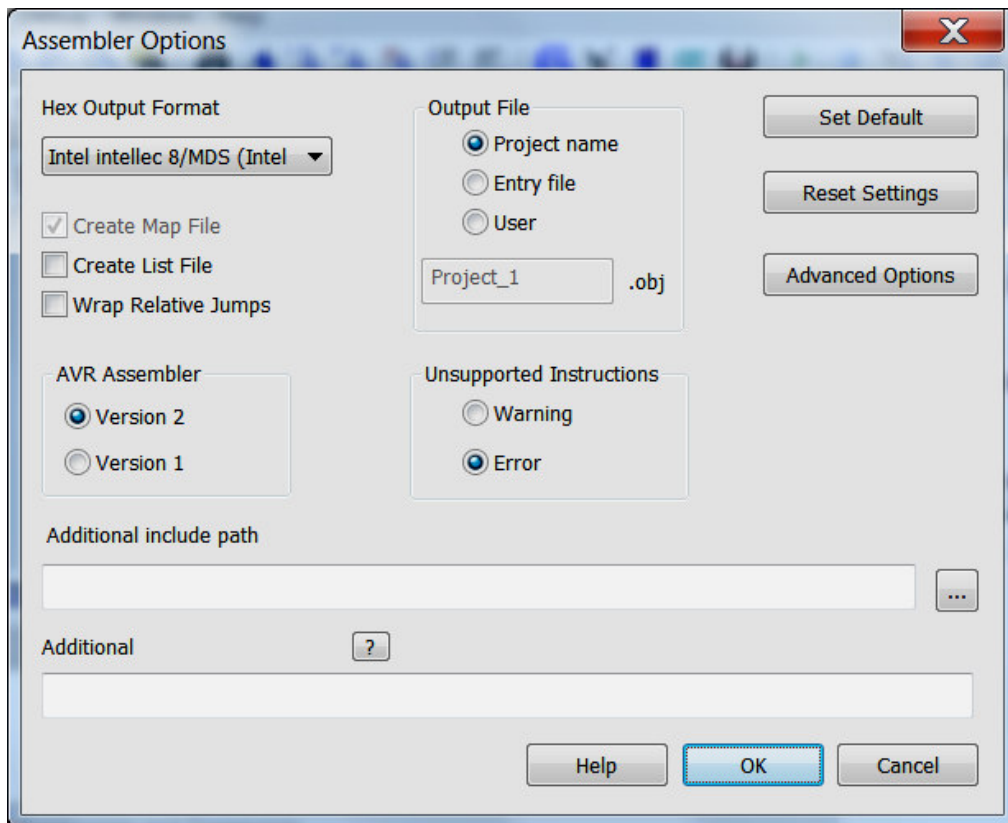 Assembler Options
Hex Output Format
Intel intellec 8/MDS (Intel
Create Map File
Create List File
Wrap Relative Jumps
Output File
Project name
Entry file
User
Project_1
.obj
Set Default
Reset Settings
Advanced Options
AVR Assembler
Version 2
Version 1
Unsupported Instructions
Warning
Error
Additional include path
...
Additional
?
Help
OK
Cancel